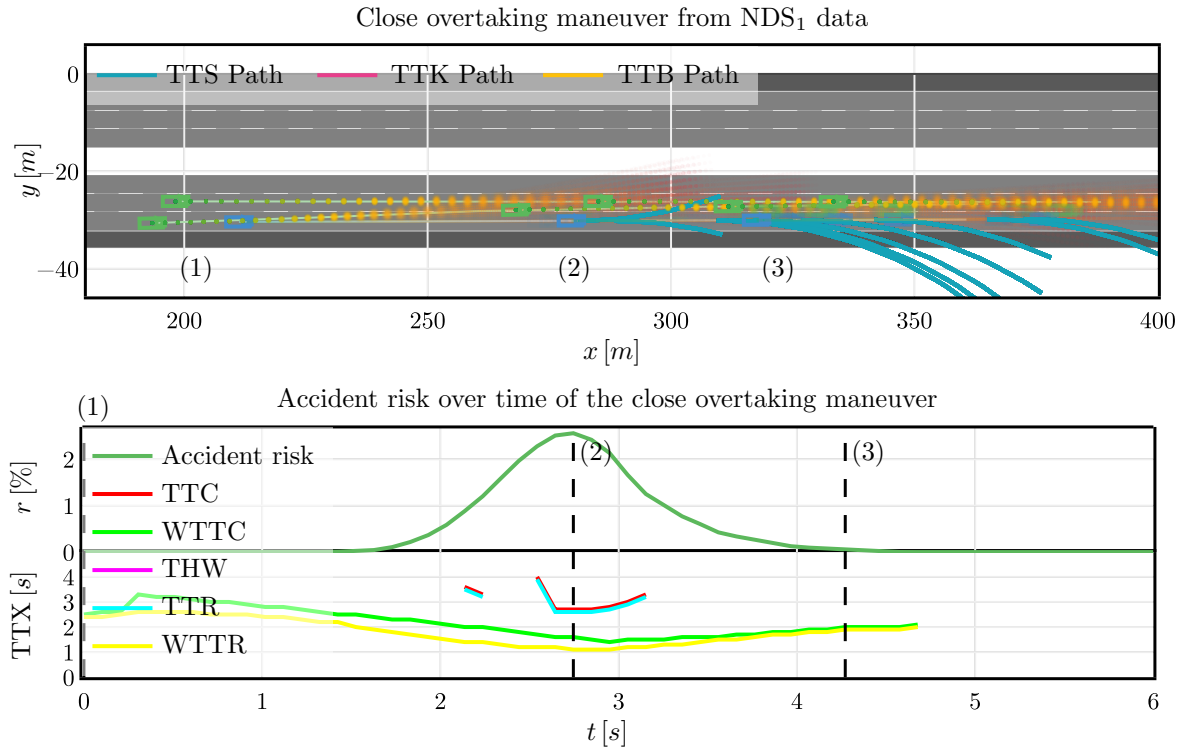 Close overtaking maneuver from NDS₁ data
TTS Path TTK Path TTB Path
y [m]
0
−20
−40
(1) (2) (3)
200 250 300 350 400
x [m]
Accident risk over time of the close overtaking maneuver
(1)
(2) (3)
r [%]
2
1
0
Accident risk
TTC
WTTC
THW
TTR
WTTR
TTX [s]
4
3
2
1
0
0 1 2 3 4 5 6
t [s]